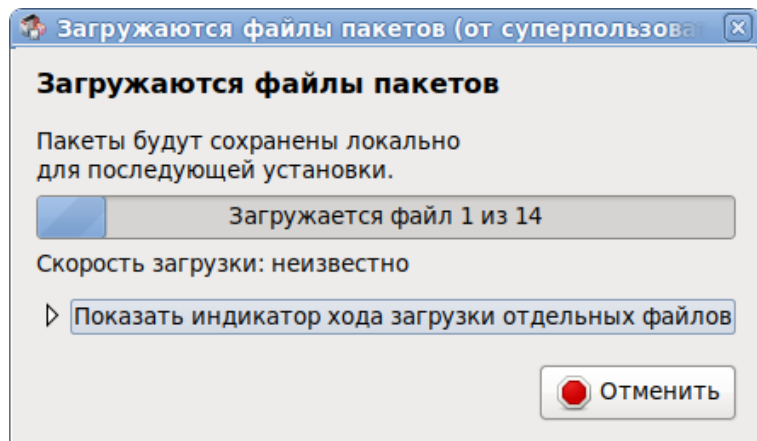 Загружаются файлы пакетов (от суперпользова
Загружаются файлы пакетов
Пакеты будут сохранены локально
для последующей установки.
Загружается файл 1 из 14
Скорость загрузки: неизвестно
Показать индикатор хода загрузки отдельных файлов
Отменить